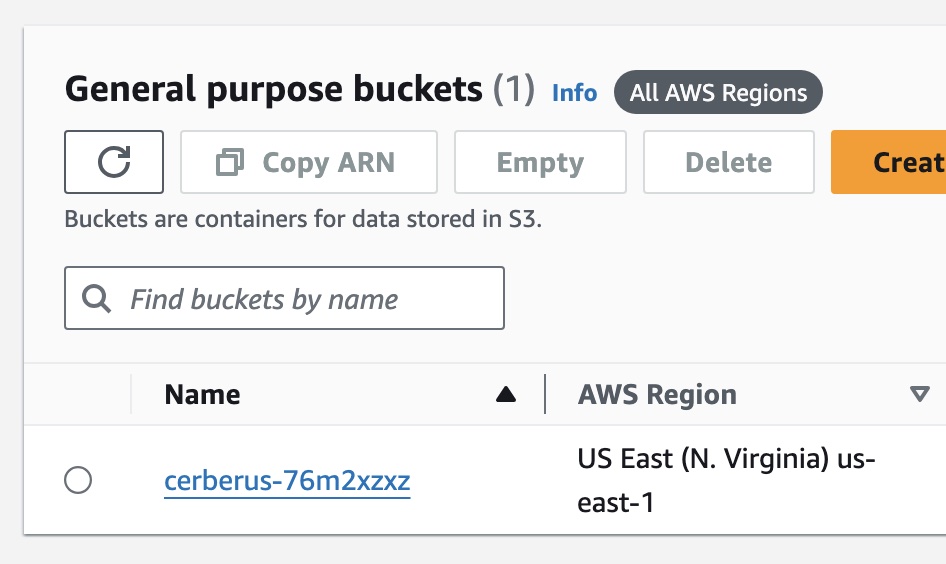 General purpose buckets (1) Info All AWS Regions
Copy ARN Empty Delete Creat
Buckets are containers for data stored in S3.
Find buckets by name
Name AWS Region
cerberus-76m2xzxz US East (N. Virginia) us-
east-1